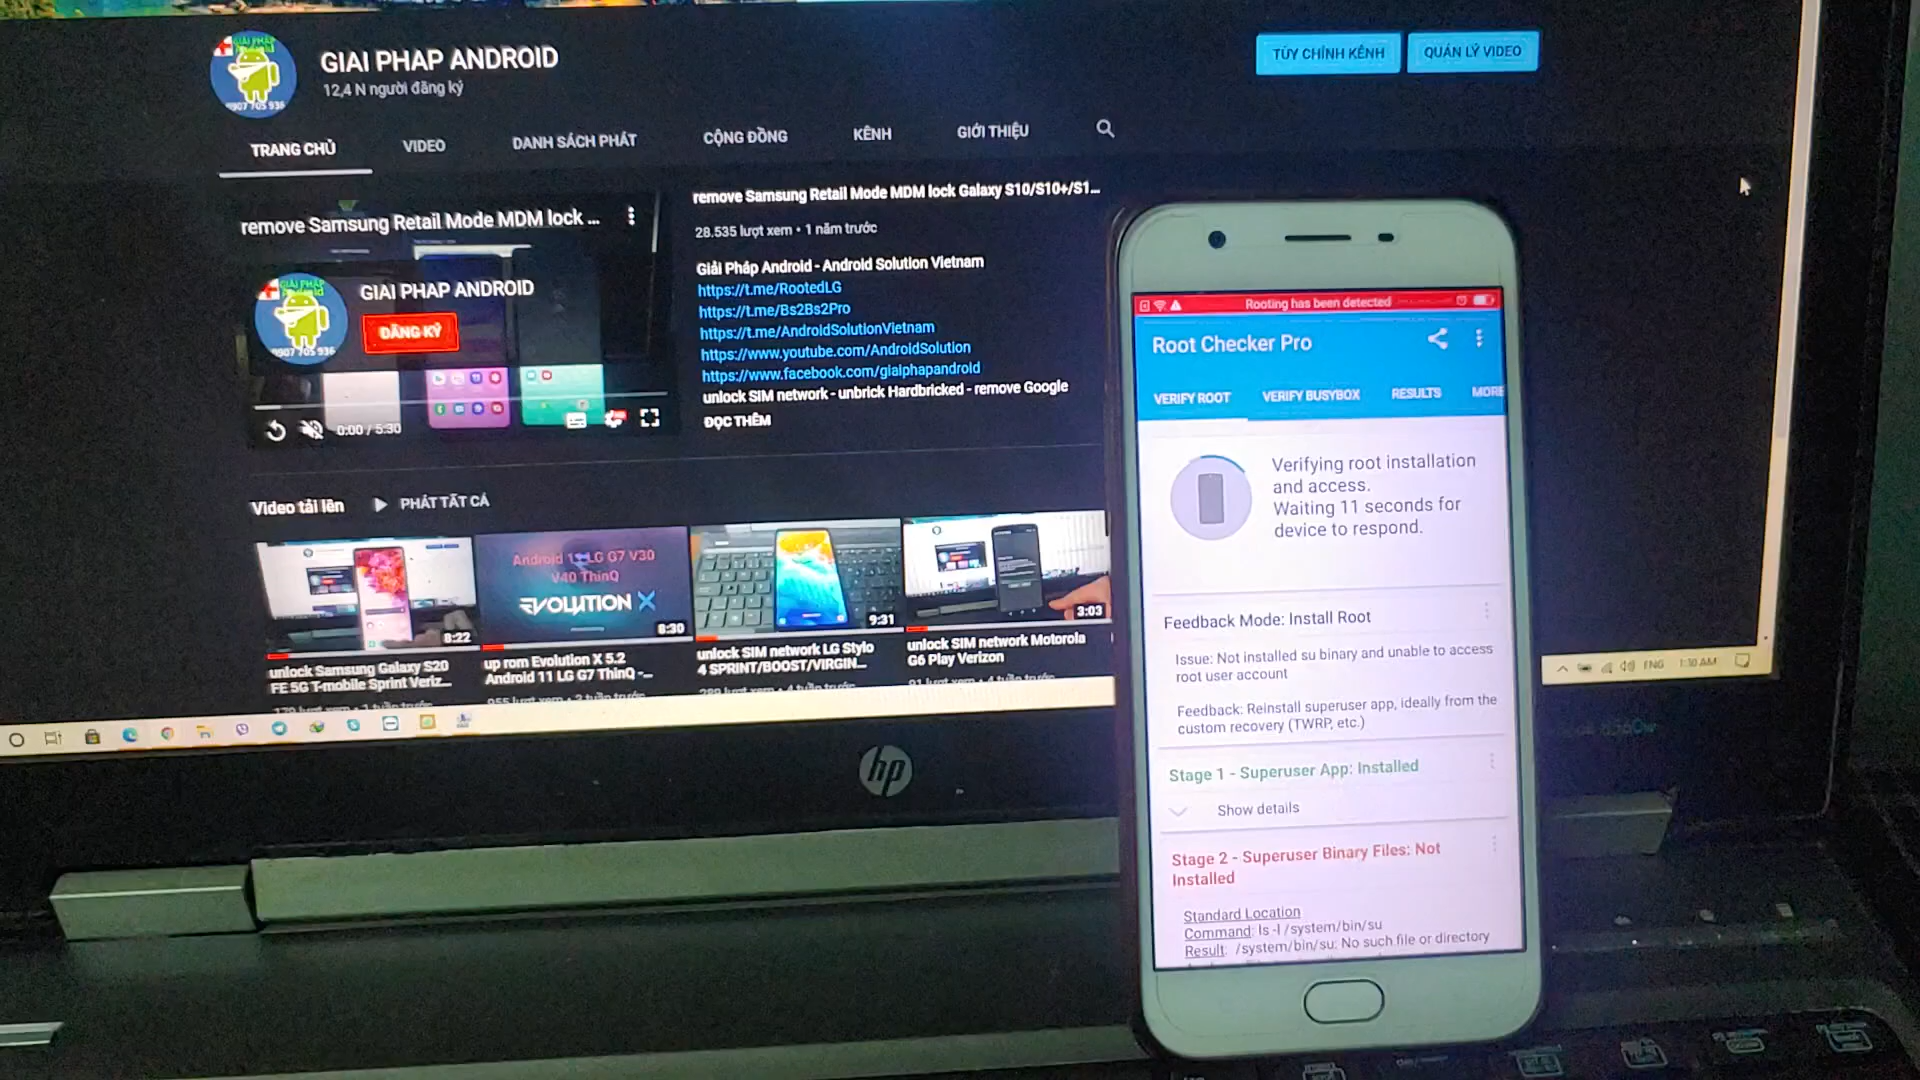 GIAI PHAP ANDROID
12,4 N người đăng ký
TÙY CHỈNH KÊNH
QUẢN LÝ VIDEO
TRANG CHỦ
VIDEO
DANH SÁCH PHÁT
CỘNG ĐỒNG
KÊNH
GIỚI THIỆU
remove Samsung Retail Mode MDM lock ...
GIAI PHAP ANDROID
ĐĂNG KÝ
0907 705 936
0:00 / 5:30
remove Samsung Retail Mode MDM lock Galaxy S10/S10+/S1...
28.535 lượt xem • 1 năm trước
Giải Pháp Android - Android Solution Vietnam
https://t.me/RootedLG
https://t.me/Bs2Bs2Pro
https://t.me/AndroidSolutionVietnam
https://www.youtube.com/AndroidSolution
https://www.facebook.com/giaiphapandroid
unlock SIM network - unbrick Hardbricked - remove Google
ĐỌC THÊM
Video tải lên
PHÁT TẤT CẢ
8:22
unlock Samsung Galaxy S20
FE 5G T-mobile Sprint Veriz...
Android 11 LG G7 V30
V40 ThinQ
EVOLUTION X
8:30
up rom Evolution X 5.2
Android 11 LG G7 ThinQ -...
9:31
unlock SIM network LG Stylo
4 SPRINT/BOOST/VIRGIN...
3:03
unlock SIM network Motorola
G6 Play Verizon
ENG
1:10 AM
hp
Rooting has been detected
Root Checker Pro
VERIFY ROOT
VERIFY BUSYBOX
RESULTS
MORE
Verifying root installation
and access.
Waiting 11 seconds for
device to respond.
Feedback Mode: Install Root
Issue: Not installed su binary and unable to access
root user account
Feedback: Reinstall superuser app, ideally from the
custom recovery (TWRP, etc.)
Stage 1 - Superuser App: Installed
Show details
Stage 2 - Superuser Binary Files: Not
Installed
Standard Location
Command: ls -l /system/bin/su
Result: /system/bin/su: No such file or directory